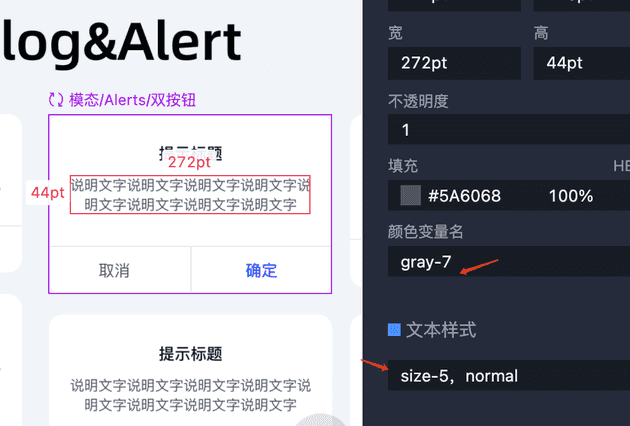 log&Alert
模态/Alerts/双按钮
提示标题
272pt
44pt
说明文字说明文字说明文字说明文字说
明文字说明文字说明文字说明文字
取消
确定
提示标题
说明文字说明文字说明文字说明文字说
明文字说明文字说明文字说明文字
宽
高
272pt
44pt
不透明度
1
填充
HE
#5A6068
100%
颜色变量名
gray-7
文本样式
size-5，normal